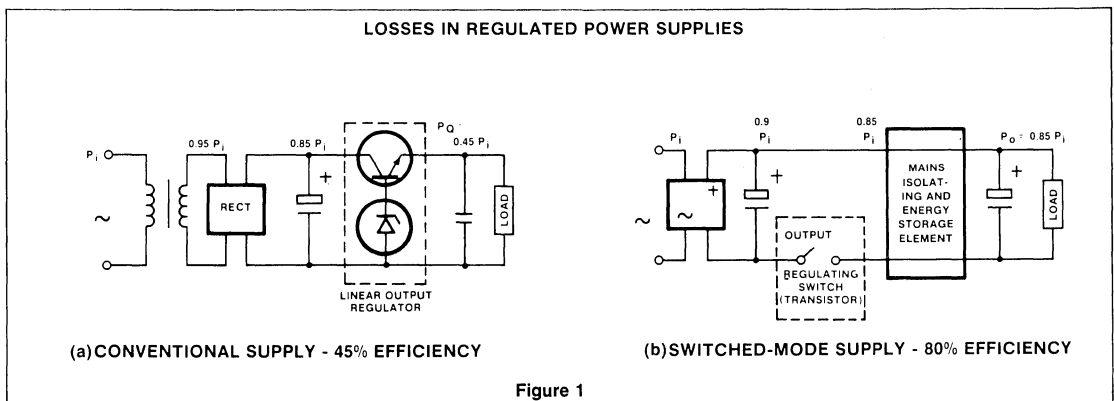 LOSSES IN REGULATED POWER SUPPLIES
Pi
0.95 Pi
RECT
0.85 Pi
+
PQ
0.45 Pi
LOAD
~
LINEAR OUTPUT
REGULATOR
(a) CONVENTIONAL SUPPLY - 45% EFFICIENCY
Pi
0.9
Pi
0.85
Pi
Po = 0.85 Pi
+
~
~
+
OUTPUT
REGULATING
SWITCH
(TRANSISTOR)
MAINS
ISOLAT-
ING AND
ENERGY
STORAGE
ELEMENT
+
LOAD
(b) SWITCHED-MODE SUPPLY - 80% EFFICIENCY
Figure 1